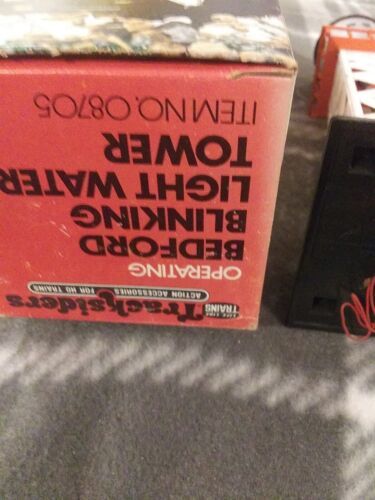 LIFE-LIKE
TRAINS
Tracksiders
ACTION ACCESSORIES FOR HO TRAINS
OPERATING
BEDFORD
BLINKING
LIGHT WATER
TOWER
ITEM NO. 08705